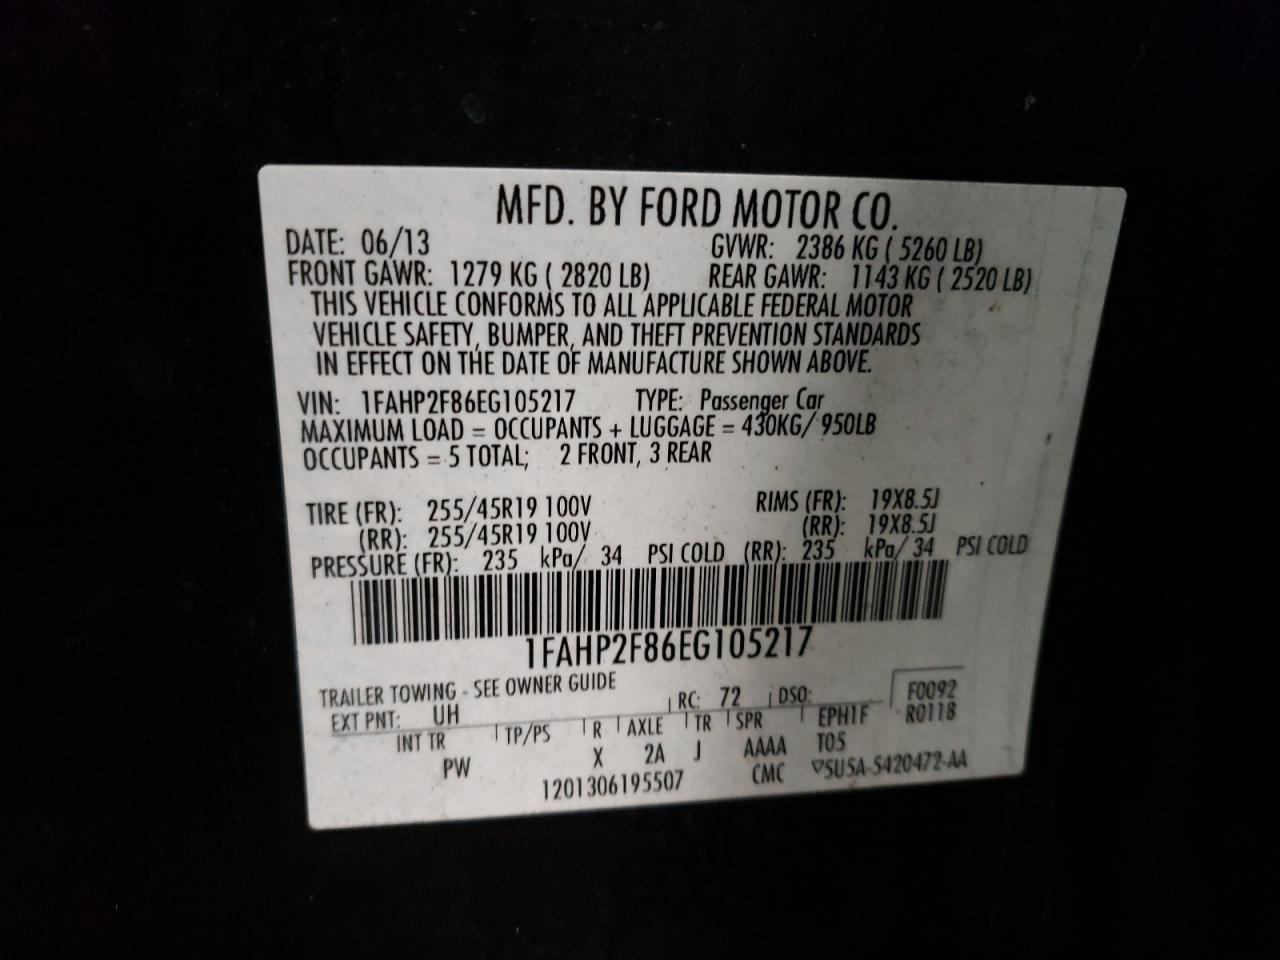 MFD. BY FORD MOTOR CO.
DATE: 06/13 GVWR: 2386 KG ( 5260 LB)
FRONT GAWR: 1279 KG ( 2820 LB) REAR GAWR: 1143 KG ( 2520 LB)
THIS VEHICLE CONFORMS TO ALL APPLICABLE FEDERAL MOTOR
VEHICLE SAFETY, BUMPER, AND THEFT PREVENTION STANDARDS
IN EFFECT ON THE DATE OF MANUFACTURE SHOWN ABOVE.
VIN: 1FAHP2F86EG105217 TYPE: Passenger Car
MAXIMUM LOAD = OCCUPANTS + LUGGAGE = 430KG/ 950LB
OCCUPANTS = 5 TOTAL; 2 FRONT, 3 REAR
TIRE (FR): 255/45R19 100V RIMS (FR): 19X8.5J
(RR): 255/45R19 100V (RR): 19X8.5J
PRESSURE (FR): 235 kPa/ 34 PSI COLD (RR): 235 kPa/ 34 PSI COLD
1FAHP2F86EG105217
TRAILER TOWING - SEE OWNER GUIDE
EXT PNT: UH RC: 72 DSO: F0092
INT TR TP/PS R AXLE TR SPR EPH1F R0118
PW X 2A J AAAA T05
1201306195507 CMC ▽5U5A-5420472-AA